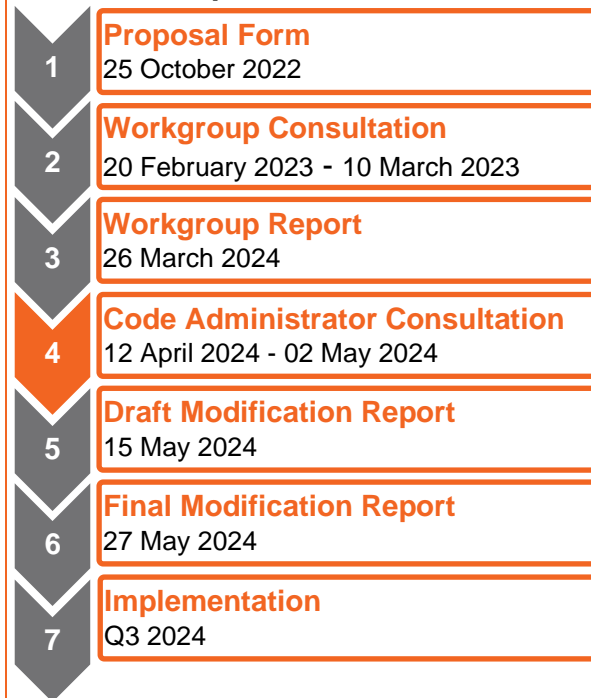 1
Proposal Form
25 October 2022
2
Workgroup Consultation
20 February 2023 - 10 March 2023
3
Workgroup Report
26 March 2024
4
Code Administrator Consultation
12 April 2024 - 02 May 2024
5
Draft Modification Report
15 May 2024
6
Final Modification Report
27 May 2024
7
Implementation
Q3 2024